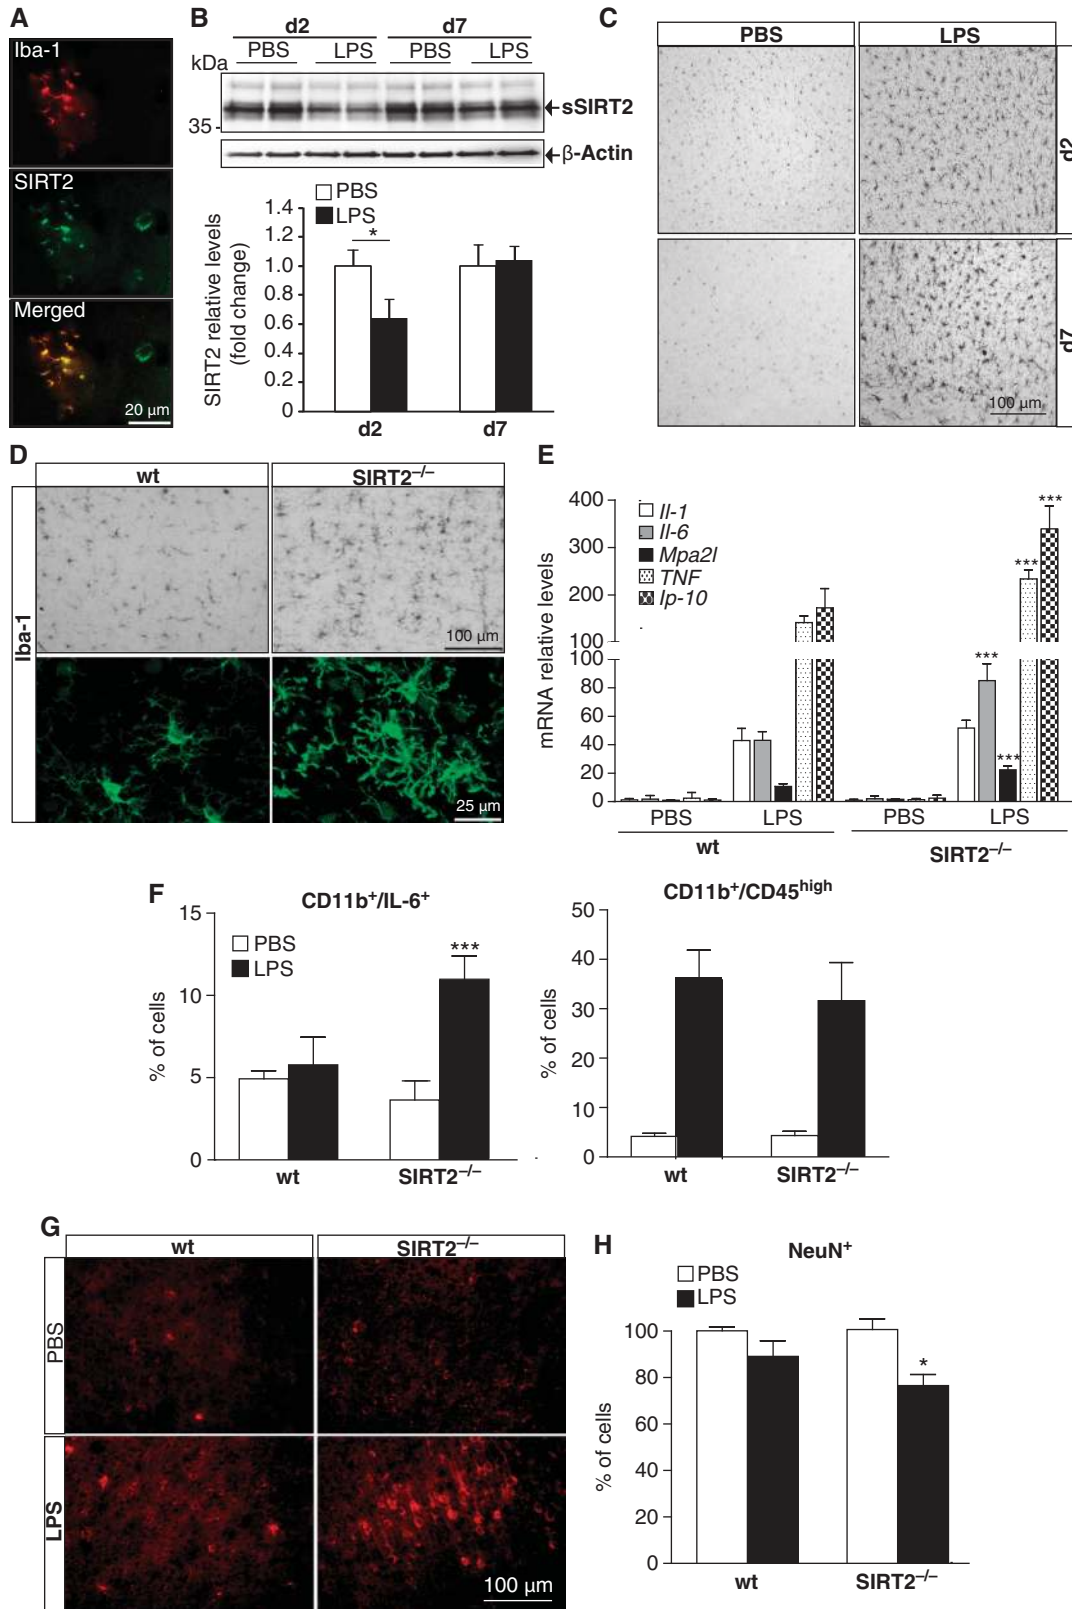 A
Iba-1
SIRT2
Merged
20 µm
B
d2 d7
PBS LPS PBS LPS
kDa
35 -
sSIRT2
β-Actin
PBS
LPS
SIRT2 relative levels
(fold change)
1.4
1.2
1.0
0.8
0.6
0.4
0.2
0
*
d2 d7
C
PBS LPS
d2
d7
100 µm
D
wt SIRT2–/–
Iba-1
100 µm
25 µm
E
mRNA relative levels
400
300
200
100
100
80
60
40
20
0
Il-1
Il-6
Mpa2l
TNF
Ip-10
***
***
***
***
PBS LPS PBS LPS
wt SIRT2–/–
F
CD11b+/IL-6+
PBS
LPS
% of cells
15
10
5
0
***
wt SIRT2–/–
CD11b+/CD45high
% of cells
50
40
30
20
10
0
wt SIRT2–/–
G
wt SIRT2–/–
PBS
LPS
100 µm
H
NeuN+
PBS
LPS
% of cells
100
80
60
40
20
0
*
wt SIRT2–/–